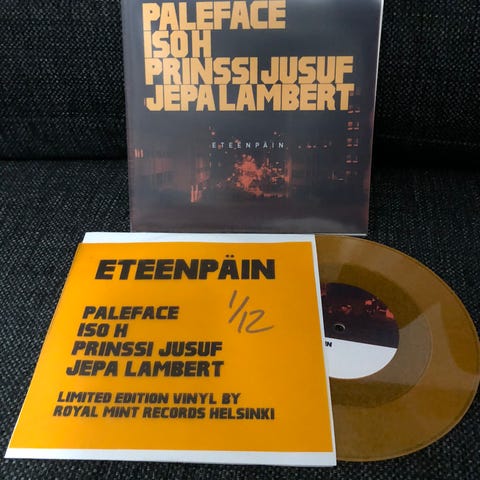 PALEFACE
ISO H
PRINSSI JUSUF
JEPA LAMBERT
ETEENPÄIN
ETEENPÄIN
1/12
PALEFACE
ISO H
PRINSSI JUSUF
JEPA LAMBERT
LIMITED EDITION VINYL BY
ROYAL MINT RECORDS HELSINKI